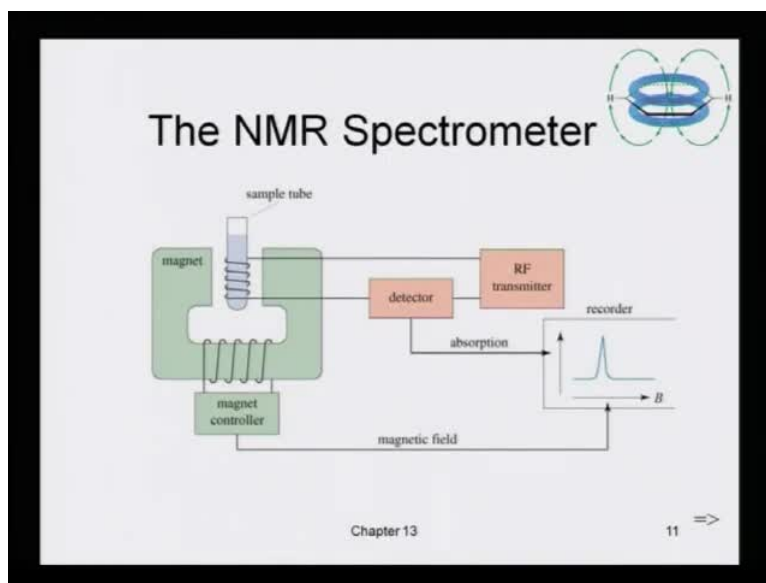 The NMR Spectrometer
H
H
sample tube
magnet
RF
transmitter
detector
recorder
absorption
B
magnet
controller
magnetic field
Chapter 13
11
=>